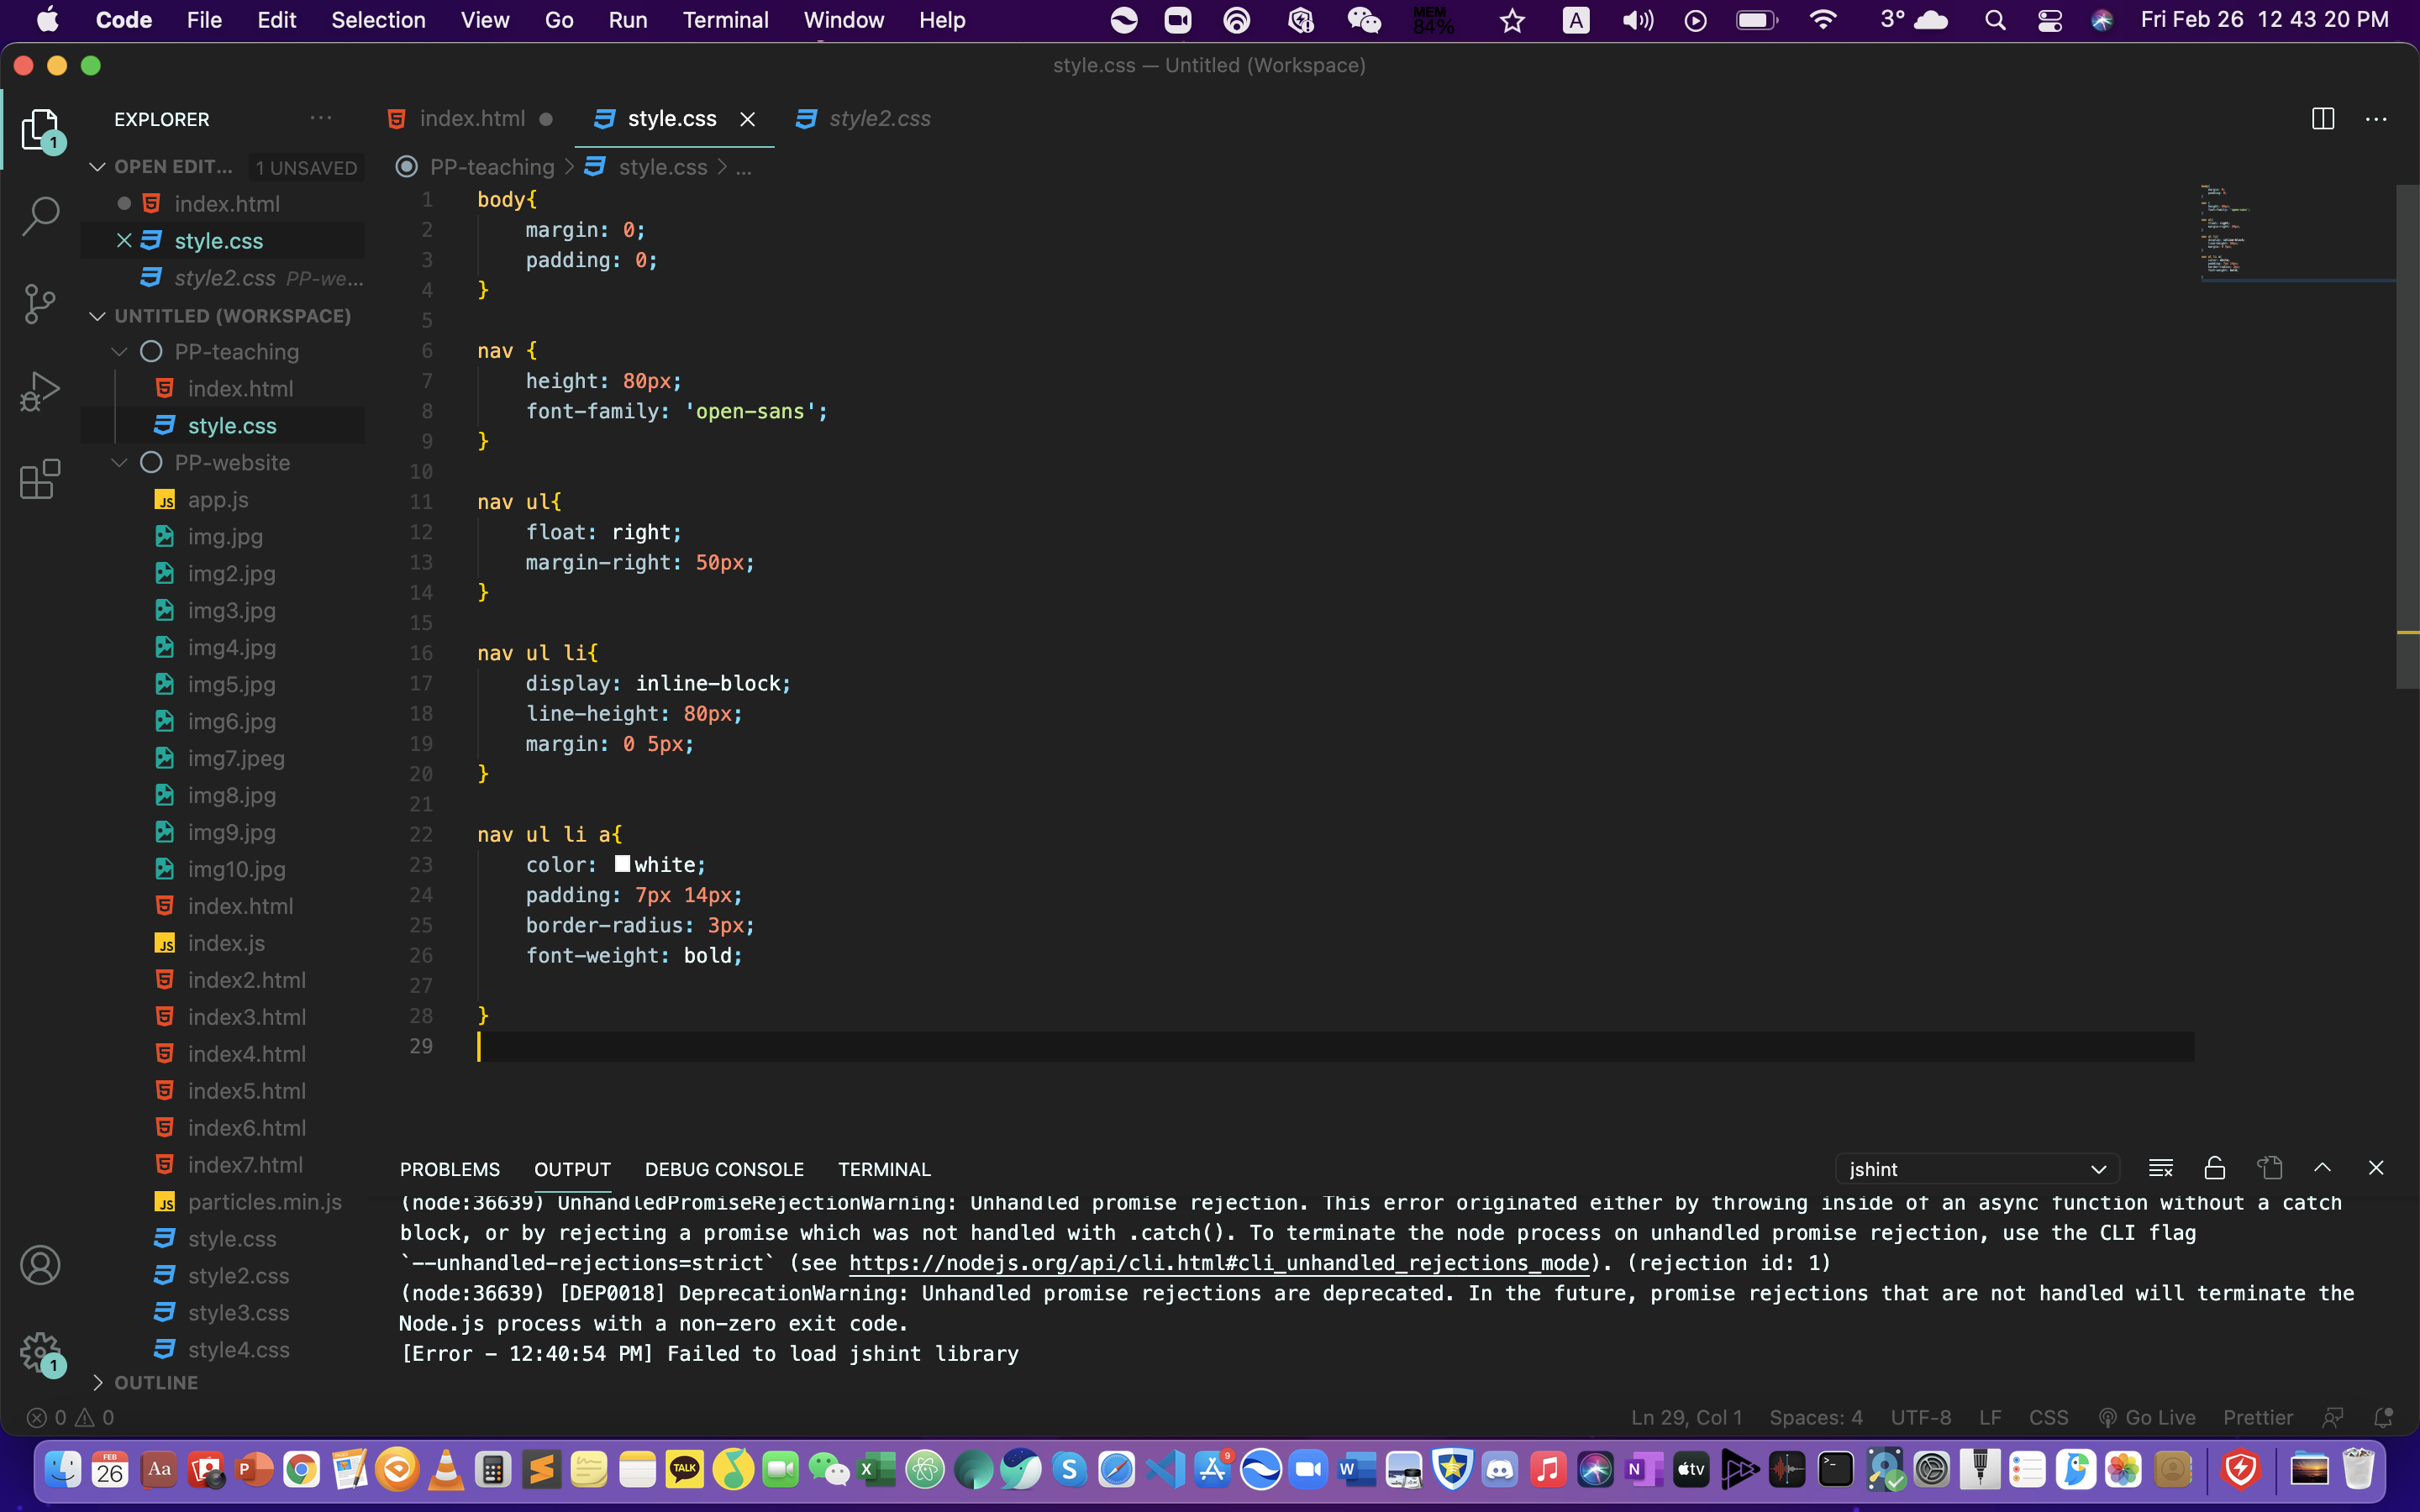 Code File Edit Selection View Go Run Terminal Window Help MEM 84% A 3° Fri Feb 26 12 43 20 PM
style.css — Untitled (Workspace)
EXPLORER ... index.html style.css style2.css ...
OPEN EDIT... 1 UNSAVED
PP-teaching > style.css > ...
index.html
style.css
style2.css PP-we...
UNTITLED (WORKSPACE)
PP-teaching
index.html
style.css
PP-website
app.js
img.jpg
img2.jpg
img3.jpg
img4.jpg
img5.jpg
img6.jpg
img7.jpeg
img8.jpg
img9.jpg
img10.jpg
index.html
index.js
index2.html
index3.html
index4.html
index5.html
index6.html
index7.html
particles.min.js
style.css
style2.css
style3.css
style4.css
OUTLINE
1
1
1 body{
2 margin: 0;
3 padding: 0;
4 }
5
6 nav {
7 height: 80px;
8 font-family: 'open-sans';
9 }
10
11 nav ul{
12 float: right;
13 margin-right: 50px;
14 }
15
16 nav ul li{
17 display: inline-block;
18 line-height: 80px;
19 margin: 0 5px;
20 }
21
22 nav ul li a{
23 color: white;
24 padding: 7px 14px;
25 border-radius: 3px;
26 font-weight: bold;
27
28 }
29
PROBLEMS OUTPUT DEBUG CONSOLE TERMINAL jshint
(node:36639) UnhandledPromiseRejectionWarning: Unhandled promise rejection. This error originated either by throwing inside of an async function without a catch
block, or by rejecting a promise which was not handled with .catch(). To terminate the node process on unhandled promise rejection, use the CLI flag
`--unhandled-rejections=strict` (see https://nodejs.org/api/cli.html#cli_unhandled_rejections_mode). (rejection id: 1)
(node:36639) [DEP0018] DeprecationWarning: Unhandled promise rejections are deprecated. In the future, promise rejections that are not handled will terminate the
Node.js process with a non-zero exit code.
[Error - 12:40:54 PM] Failed to load jshint library
0 0 Ln 29, Col 1 Spaces: 4 UTF-8 LF CSS Go Live Prettier
FEB 26 Aa P TALK X S 9 W N tv